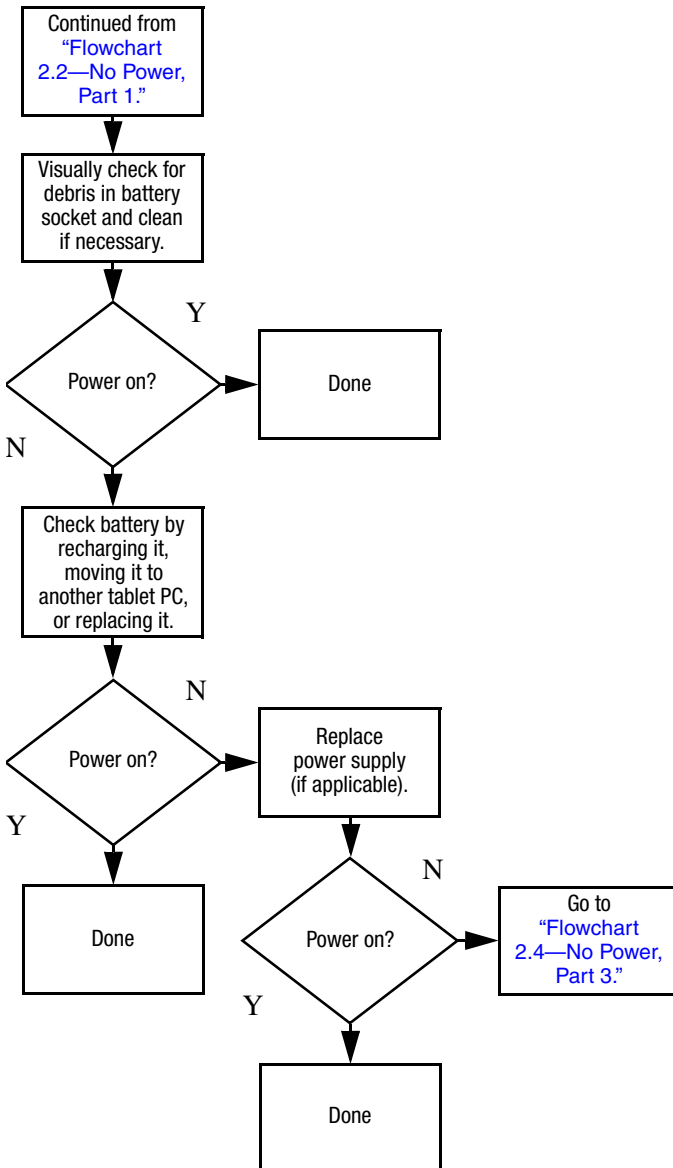 Continued from
“Flowchart
2.2—No Power,
Part 1.”
Visually check for
debris in battery
socket and clean
if necessary.
Y
Power on?
Done
N
Check battery by
recharging it,
moving it to
another tablet PC,
or replacing it.
N
Power on?
Replace
power supply
(if applicable).
Y
Done
N
Power on?
Go to
“Flowchart
2.4—No Power,
Part 3.”
Y
Done